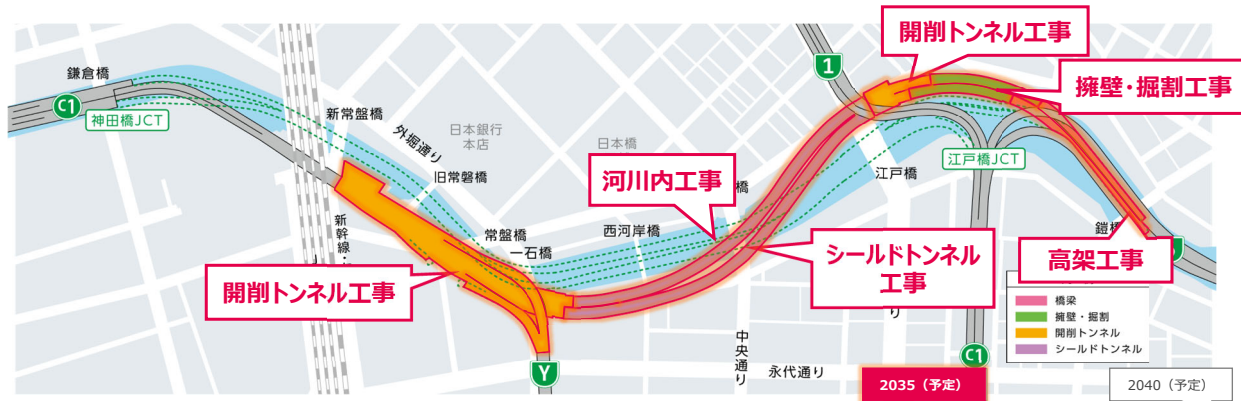 開削トンネル工事
擁壁・掘割工事
鎌倉橋
C1
神田橋JCT
1
新常盤橋
外堀通り
日本銀行
本店
日本橋
旧常盤橋
河川内工事
橋
江戸橋
江戸橋JCT
新幹線・
常盤橋
一石橋
西河岸橋
鎧橋
開削トンネル工事
シールドトンネル
工事
高架工事
り
橋梁
擁壁・掘割
開削トンネル
シールドトンネル
中央通り
永代通り
Y
C1
2035（予定）
2040（予定）